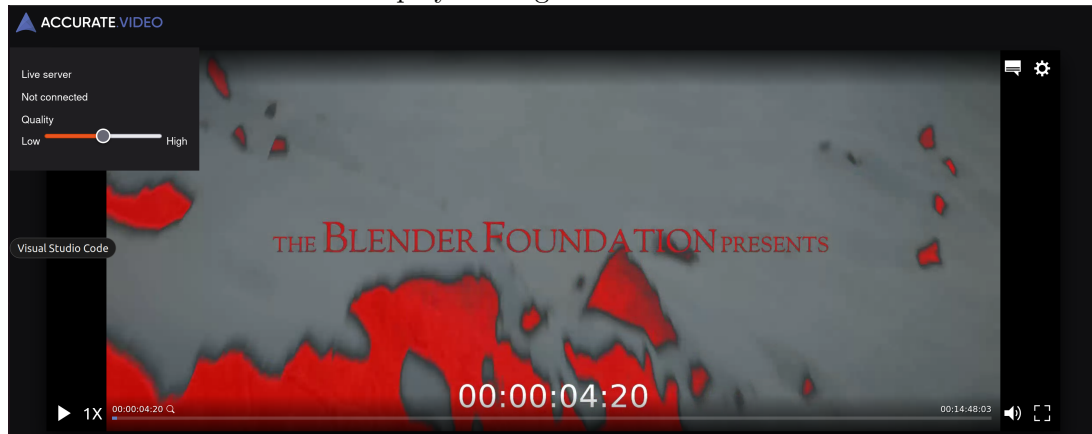 ACCURATE.VIDEO
Live server
Not connected
Quality
Low High
Visual Studio Code
THE BLENDER FOUNDATION PRESENTS
00:00:04:20
1X 00:00:04:20 00:14:48:03